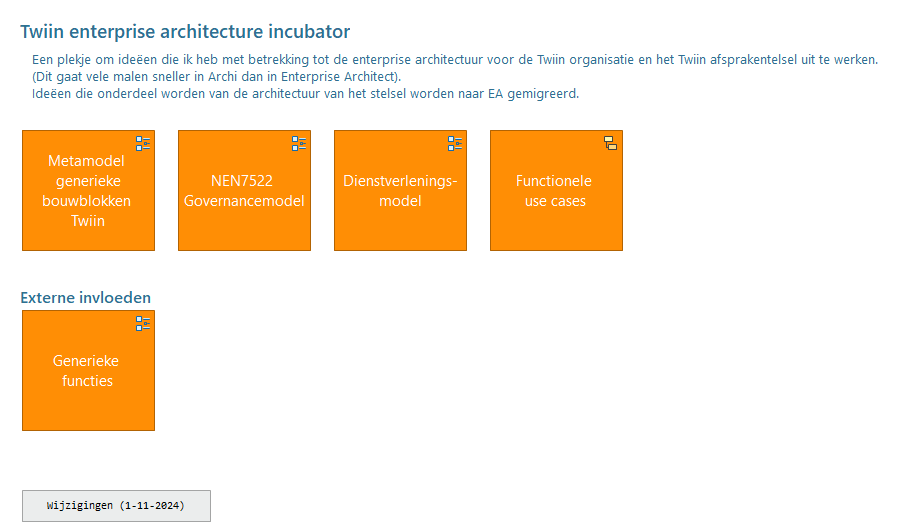 Twiin enterprise architecture incubator
Een plekje om ideëen die ik heb met betrekking tot de enterprise architectuur voor de Twiin organisatie en het Twiin afsprakentelsel uit te werken.
(Dit gaat vele malen sneller in Archi dan in Enterprise Architect).
Ideëen die onderdeel worden van de architectuur van het stelsel worden naar EA gemigreerd.
Metamodel
generieke
bouwblokken
Twiin
NEN7522
Governancemodel
Dienstverlenings-
model
Functionele
use cases
Externe invloeden
Generieke
functies
Wijzigingen (1-11-2024)